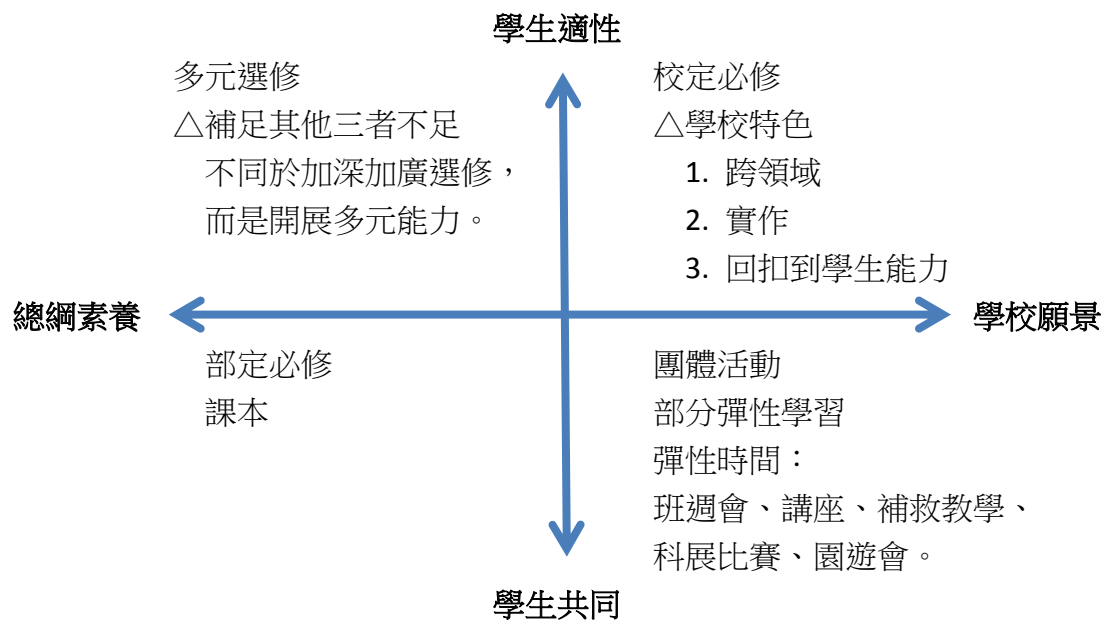 學生適性
多元選修
△補足其他三者不足
不同於加深加廣選修，
而是開展多元能力。
校定必修
△學校特色
1. 跨領域
2. 實作
3. 回扣到學生能力
總綱素養
學校願景
部定必修
課本
團體活動
部分彈性學習
彈性時間：
班週會、講座、補救教學、
科展比賽、園遊會。
學生共同